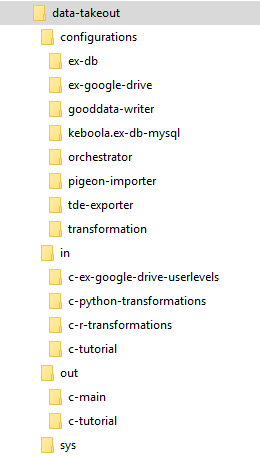 data-takeout
configurations
ex-db
ex-google-drive
gooddata-writer
keboola.ex-db-mysql
orchestrator
pigeon-importer
tde-exporter
transformation
in
c-ex-google-drive-userlevels
c-python-transformations
c-r-transformations
c-tutorial
out
c-main
c-tutorial
sys